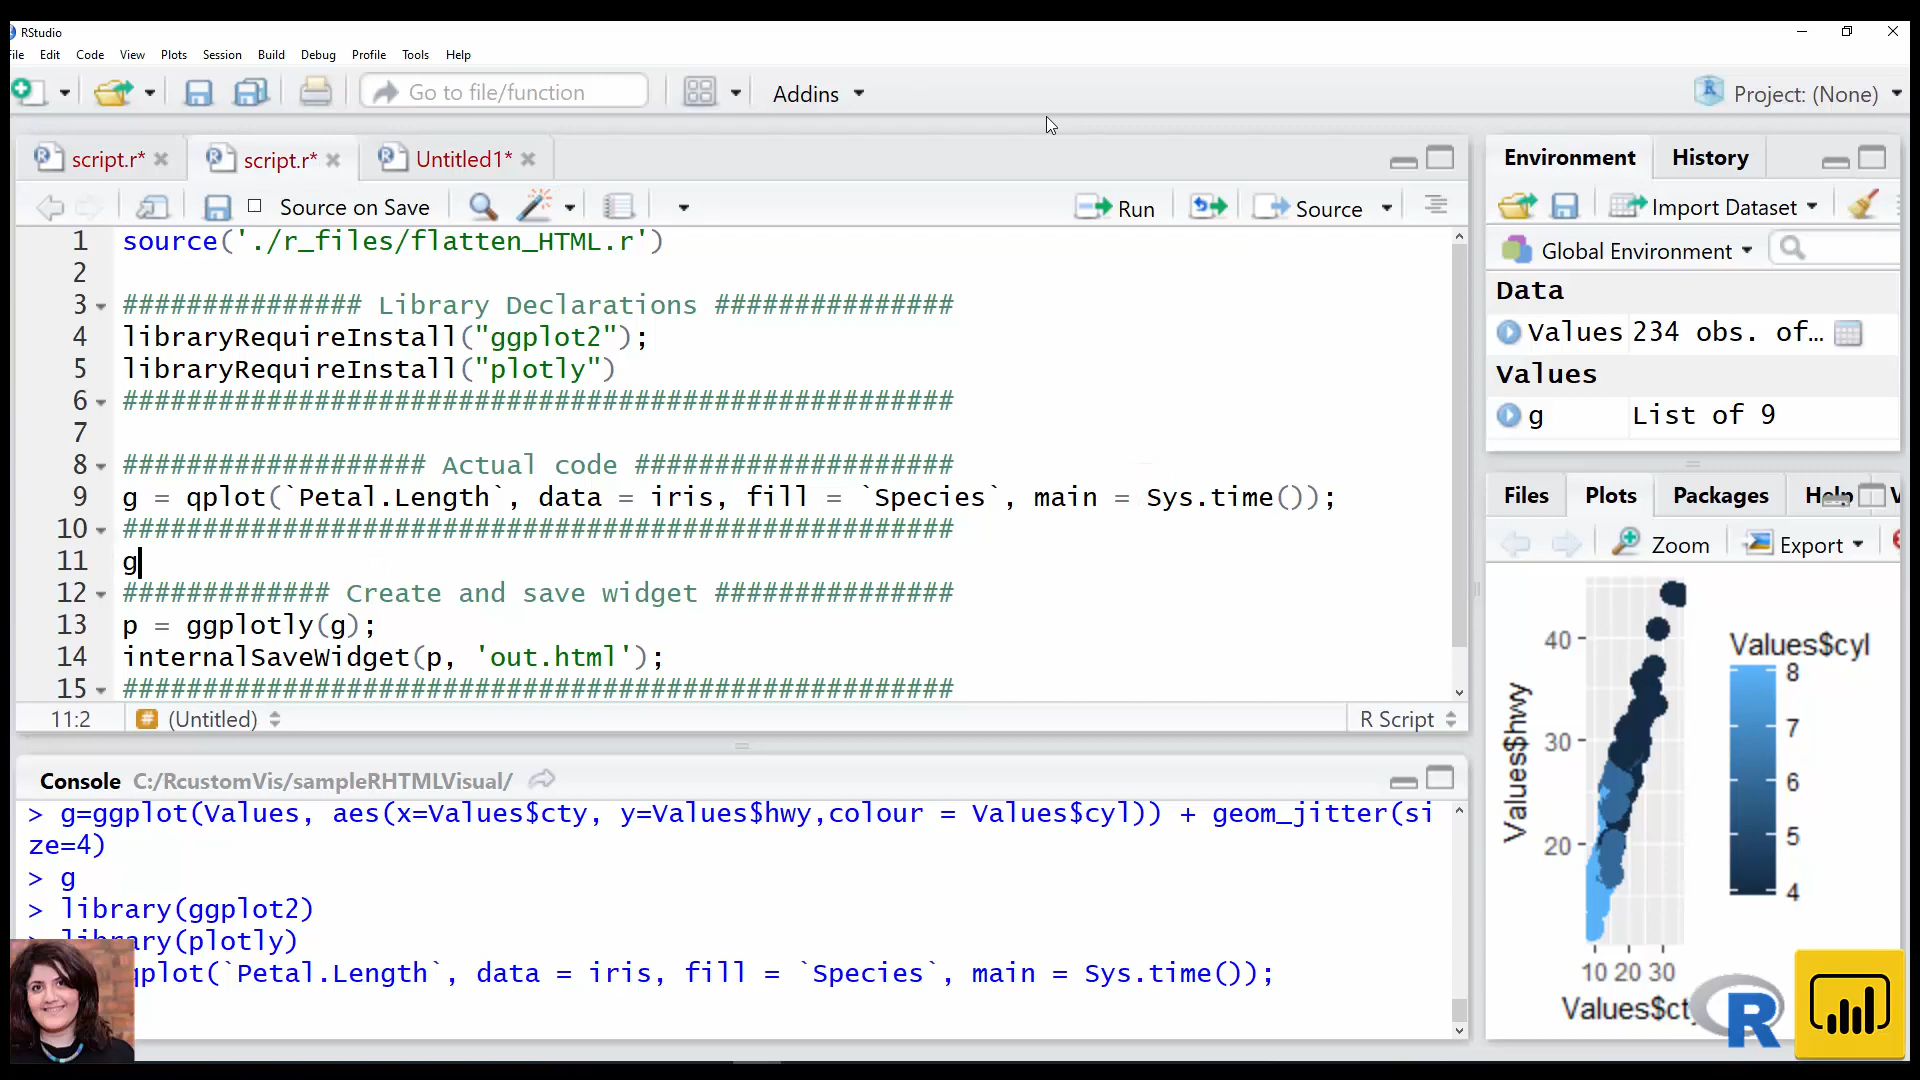 RStudio
ile Edit Code View Plots Session Build Debug Profile Tools Help
Go to file/function Addins Project: (None)
script.r* script.r* Untitled1*
Source on Save Run Source
1 source('./r_files/flatten_HTML.r')
2
3 ############### Library Declarations ###############
4 libraryRequireInstall("ggplot2");
5 libraryRequireInstall("plotly")
6 ####################################################
7
8 ################### Actual code ####################
9 g = qplot(`Petal.Length`, data = iris, fill = `Species`, main = Sys.time());
10 ####################################################
11 g
12 ############# Create and save widget ###############
13 p = ggplotly(g);
14 internalSaveWidget(p, 'out.html');
15 ####################################################
11:2 # (Untitled) R Script
Console C:/RcustomVis/sampleRHTMLVisual/
> g=ggplot(Values, aes(x=Values$cty, y=Values$hwy,colour = Values$cyl)) + geom_jitter(si
ze=4)
> g
> library(ggplot2)
library(plotly)
qplot(`Petal.Length`, data = iris, fill = `Species`, main = Sys.time());
Environment History
Import Dataset
Global Environment
Data
Values 234 obs. of…
Values
g List of 9
Files Plots Packages Help V
Zoom Export
Values$hwy
40
30
20
10 20 30
Values$ct
Values$cyl
8
7
6
5
4
R